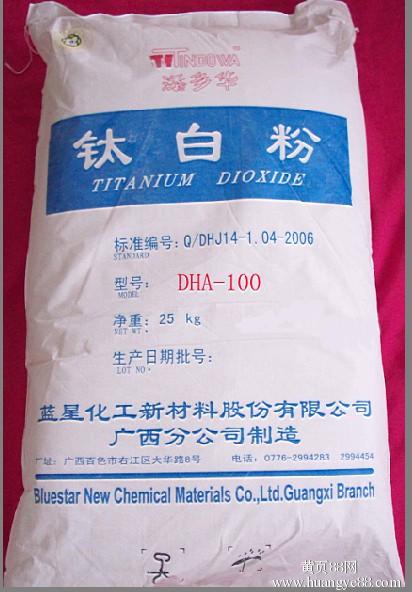 TINDOWA
添多华
钛白粉
TITANIUM DIOXIDE
标准编号: Q/DHJ14-1.04-2006
STANDARD
型号: DHA-100
MODEL
净重: 25 kg
NET WT.
生产日期批号:
LOT NO.
蓝星化工新材料股份有限公司
广西分公司制造
厂址: 广西百色市右江区大华路8号 电话: 0776-2994283 2994454
Bluestar New Chemical Materials Co.,Ltd.Guangxi Branch
黄页88网
www.huangye88.com